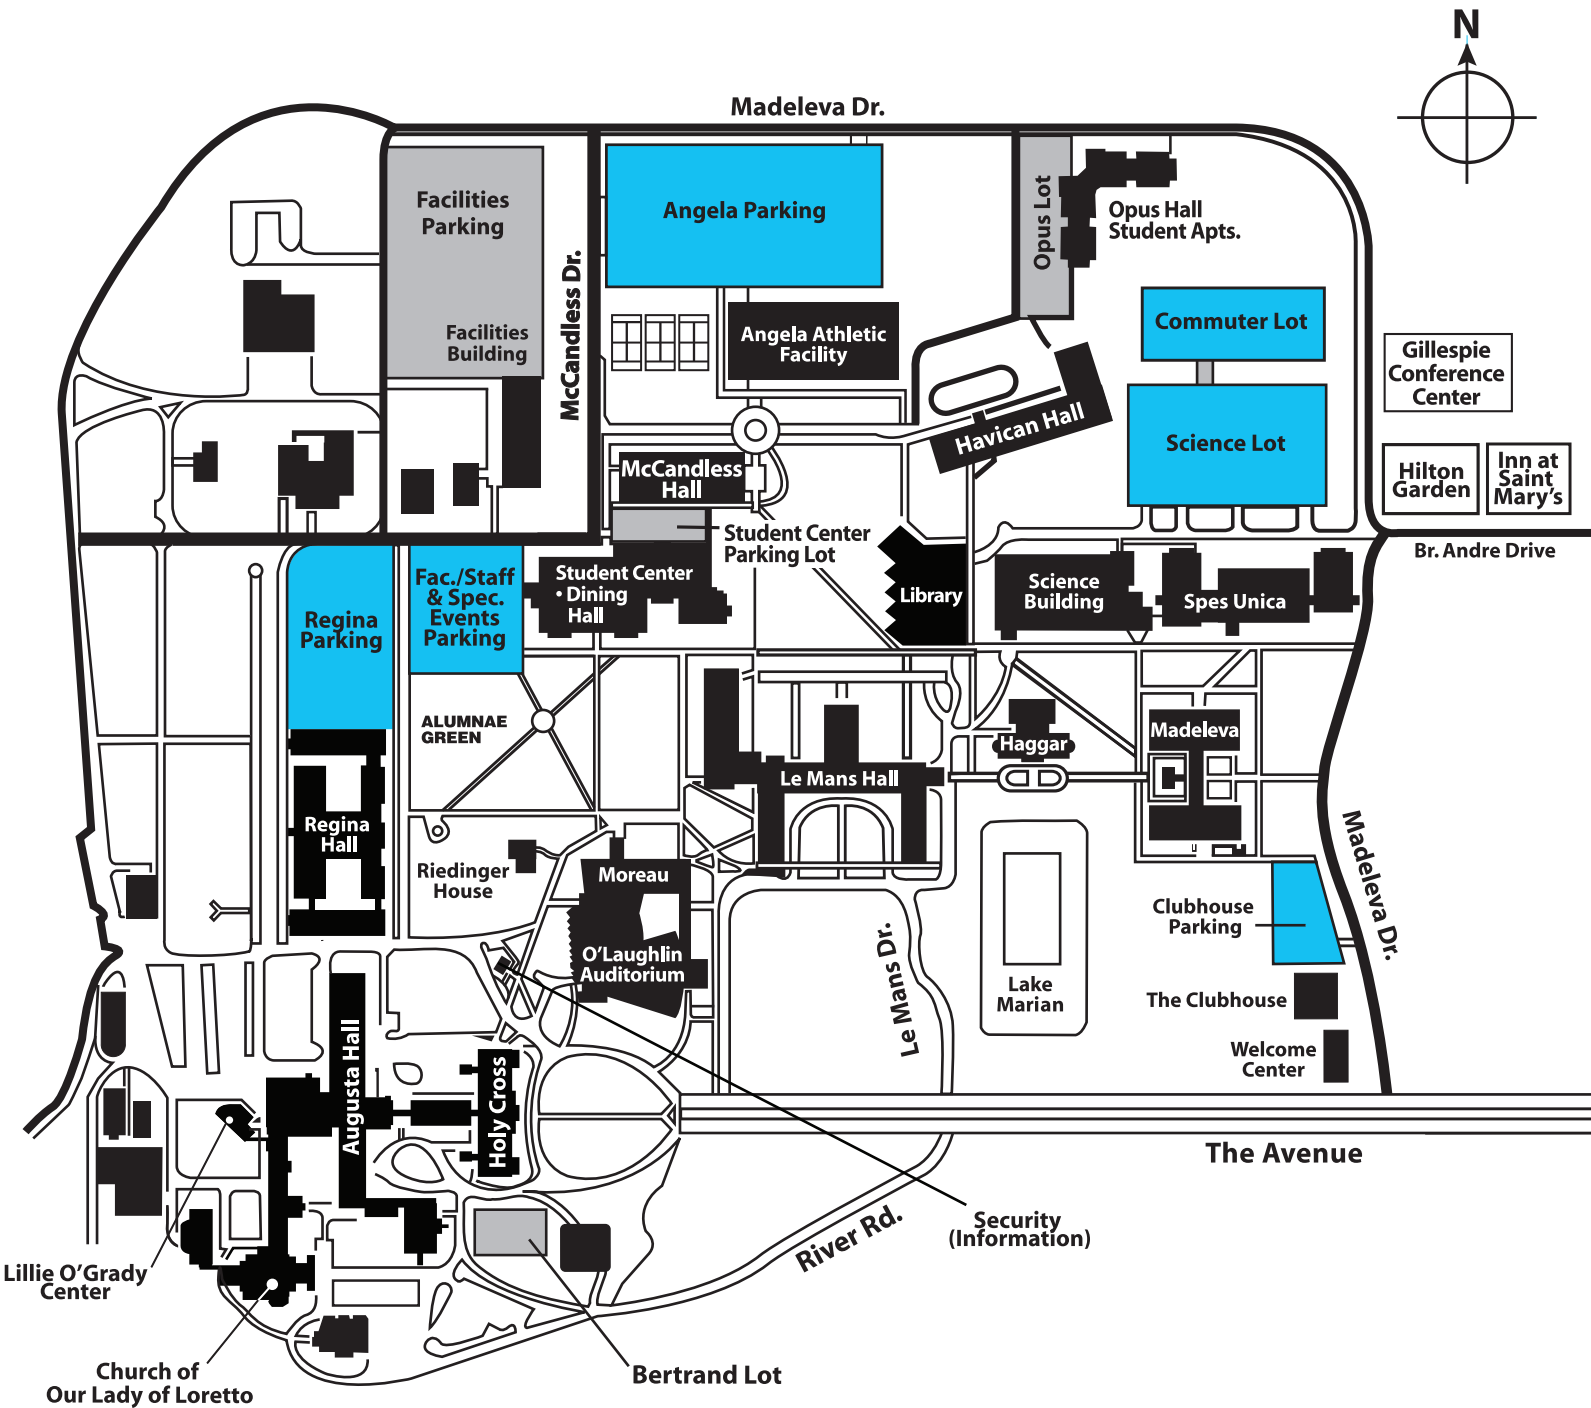 N
Madeleva Dr.
Facilities
Parking
Angela Parking
Opus Lot
Opus Hall
Student Apts.
McCandless Dr.
Facilities
Building
Angela Athletic
Facility
Commuter Lot
Gillespie
Conference
Center
Havican Hall
Science Lot
McCandless
Hall
Hilton
Garden
Inn at
Saint
Mary's
Student Center
Parking Lot
Br. Andre Drive
Fac./Staff
& Spec.
Events
Parking
Student Center
• Dining
Hall
Library
Science
Building
Spes Unica
Regina
Parking
ALUMNAE
GREEN
Haggar
Madeleva
Le Mans Hall
Regina
Hall
Madeleva Dr.
Riedinger
House
Moreau
Clubhouse
Parking
O'Laughlin
Auditorium
Le Mans Dr.
Lake
Marian
The Clubhouse
Welcome
Center
Augusta Hall
Holy Cross
The Avenue
River Rd.
Security
(Information)
Lillie O'Grady
Center
Church of
Our Lady of Loretto
Bertrand Lot